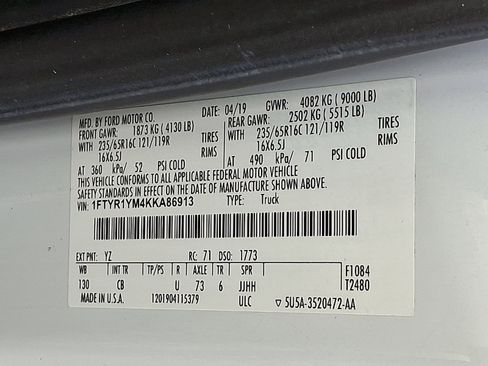 MFD. BY FORD MOTOR CO. DATE: 04/19 GVWR: 4082 KG ( 9000 LB)
FRONT GAWR: 1873 KG ( 4130 LB) REAR GAWR: 2502 KG ( 5515 LB)
WITH 235/65R16C 121/119R TIRES WITH 235/65R16C 121/119R TIRES
16X6.5J RIMS 16X6.5J RIMS
AT 360 kPa/ 52 PSI COLD AT 490 kPa/ 71 PSI COLD
THIS VEHICLE CONFORMS TO ALL APPLICABLE FEDERAL MOTOR VEHICLE
SAFETY STANDARDS IN EFFECT ON THE DATE OF MANUFACTURE SHOWN ABOVE
VIN: 1FTYR1YM4KKA86913 TYPE: Truck
EXT PNT: YZ RC: 71 DSO: 1773
WB INT TR TP/PS R AXLE TR SPR F1084
130 CB U 73 6 JJHH T2480
MADE IN U.S.A. 1201904115379 ULC ▽ 5U5A-3520472-AA